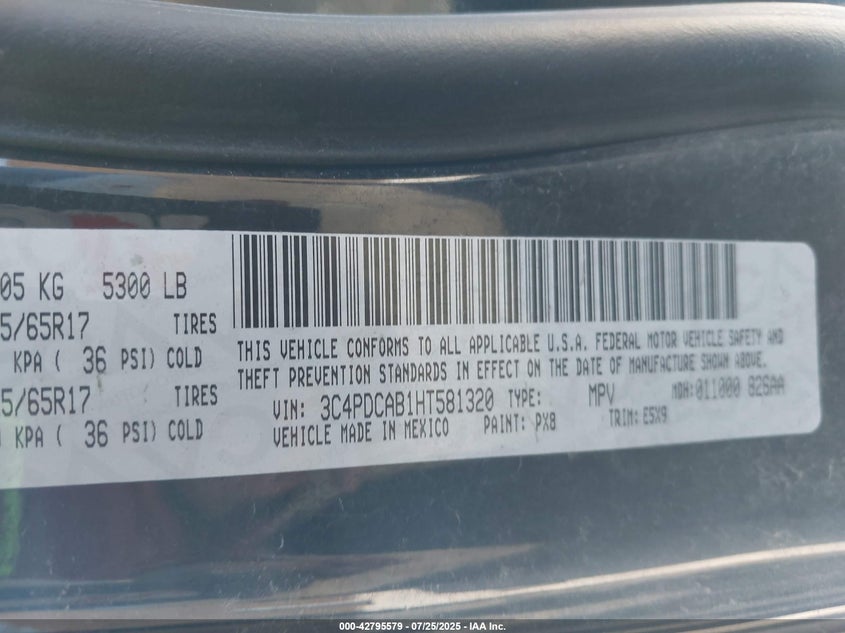 05 KG 5300 LB
5/65R17 TIRES
KPA ( 36 PSI) COLD
5/65R17 TIRES
KPA ( 36 PSI) COLD
THIS VEHICLE CONFORMS TO ALL APPLICABLE U.S.A. FEDERAL MOTOR VEHICLE SAFETY AND
THEFT PREVENTION STANDARDS IN EFFECT ON THE DATE OF MANUFACTURE SHOWN ABOVE.
VIN: 3C4PDCAB1HT581320 TYPE: MPV MDH: 011000 826AA
VEHICLE MADE IN MEXICO PAINT: PX8 TRIM: E5X9
000-42795579 - 07/25/2025 - IAA Inc.